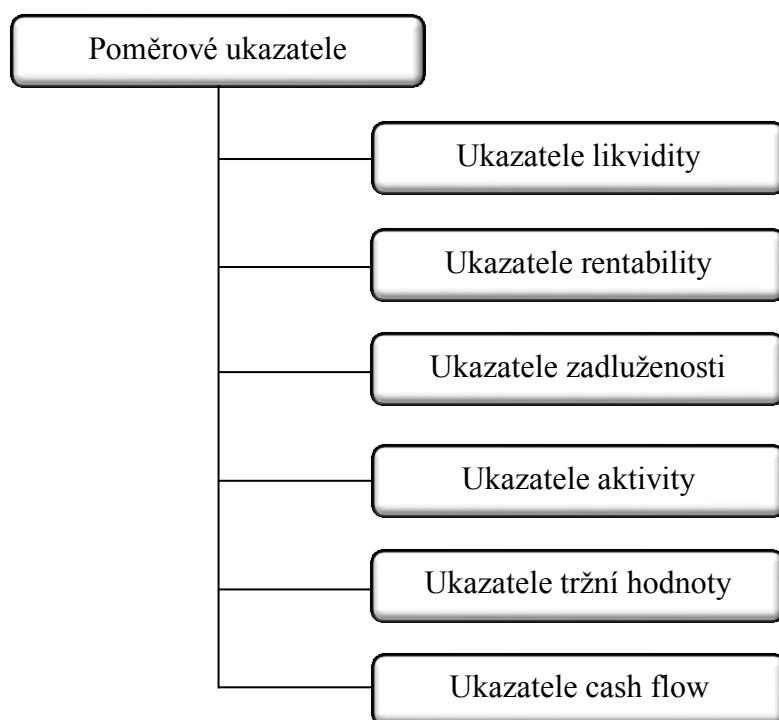 Poměrové ukazatele
Ukazatele likvidity
Ukazatele rentability
Ukazatele zadluženosti
Ukazatele aktivity
Ukazatele tržní hodnoty
Ukazatele cash flow